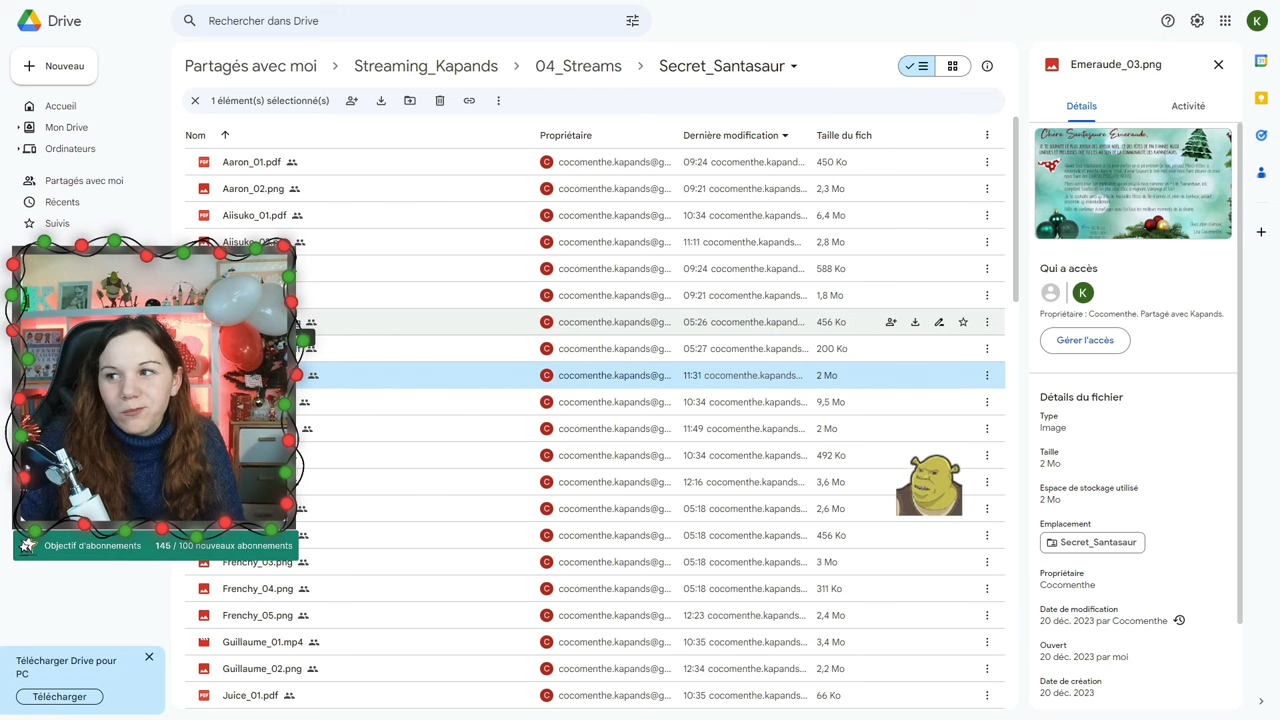 Drive
Rechercher dans Drive
K
Nouveau
Accueil
Mon Drive
Ordinateurs
Partagés avec moi
Récents
Suivis
Partagés avec moi > Streaming_Kapands > 04_Streams > Secret_Santasaur
1 élément(s) sélectionné(s)
Nom Propriétaire Dernière modification Taille du fich
Aaron_01.pdf C cocomenthe.kapands@g... 09:24 cocomenthe.kapands... 450 Ko
Aaron_02.png C cocomenthe.kapands@g... 09:21 cocomenthe.kapands... 2,3 Mo
Aiisuko_01.pdf C cocomenthe.kapands@g... 10:34 cocomenthe.kapands... 6,4 Mo
C cocomenthe.kapands@g... 11:11 cocomenthe.kapands... 2,8 Mo
C cocomenthe.kapands@g... 09:24 cocomenthe.kapands... 588 Ko
C cocomenthe.kapands@g... 09:21 cocomenthe.kapands... 1,8 Mo
C cocomenthe.kapands@g... 05:26 cocomenthe.kapand... 456 Ko
C cocomenthe.kapands@g... 05:27 cocomenthe.kapands... 200 Ko
C cocomenthe.kapands@g... 11:31 cocomenthe.kapands... 2 Mo
C cocomenthe.kapands@g... 10:34 cocomenthe.kapands... 9,5 Mo
C cocomenthe.kapands@g... 11:49 cocomenthe.kapands... 2 Mo
C cocomenthe.kapands@g... 10:34 cocomenthe.kapands... 492 Ko
C cocomenthe.kapands@g... 12:16 cocomenthe.kapands... 3,6 Mo
C cocomenthe.kapands@g... 05:18 cocomenthe.kapands... 2,6 Mo
C cocomenthe.kapands@g... 05:18 cocomenthe.kapands... 456 Ko
Frenchy_03.png C cocomenthe.kapands@g... 05:18 cocomenthe.kapands... 3 Mo
Frenchy_04.png C cocomenthe.kapands@g... 05:18 cocomenthe.kapands... 311 Ko
Frenchy_05.png C cocomenthe.kapands@g... 12:23 cocomenthe.kapands... 2,4 Mo
Guillaume_01.mp4 C cocomenthe.kapands@g... 10:35 cocomenthe.kapands... 3,4 Mo
Guillaume_02.png C cocomenthe.kapands@g... 12:34 cocomenthe.kapands... 2,2 Mo
Juice_01.pdf C cocomenthe.kapands@g... 10:35 cocomenthe.kapands... 66 Ko
Objectif d'abonnements 145 / 100 nouveaux abonnements
Télécharger Drive pour
PC
Télécharger
Emeraude_03.png
Détails Activité
Chère Santasaure Emeraude,
Qui a accès
K
Propriétaire : Cocomenthe. Partagé avec Kapands.
Gérer l'accès
Détails du fichier
Type
Image
Taille
2 Mo
Espace de stockage utilisé
2 Mo
Emplacement
Secret_Santasaur
Propriétaire
Cocomenthe
Date de modification
20 déc. 2023 par Cocomenthe
Ouvert
20 déc. 2023 par moi
Date de création
20 déc. 2023